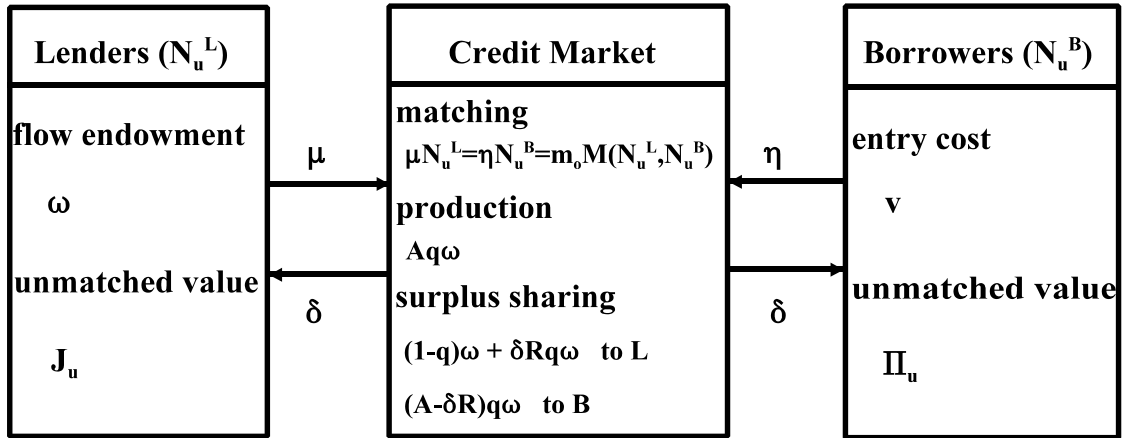 Lenders (N_u^L)
flow endowment
ω
unmatched value
J_u
μ
δ
Credit Market
matching
μN_u^L=ηN_u^B=m_oM(N_u^L,N_u^B)
production
Aqω
surplus sharing
(1-q)ω + δRqω to L
(A-δR)qω to B
η
δ
Borrowers (N_u^B)
entry cost
v
unmatched value
Π_u